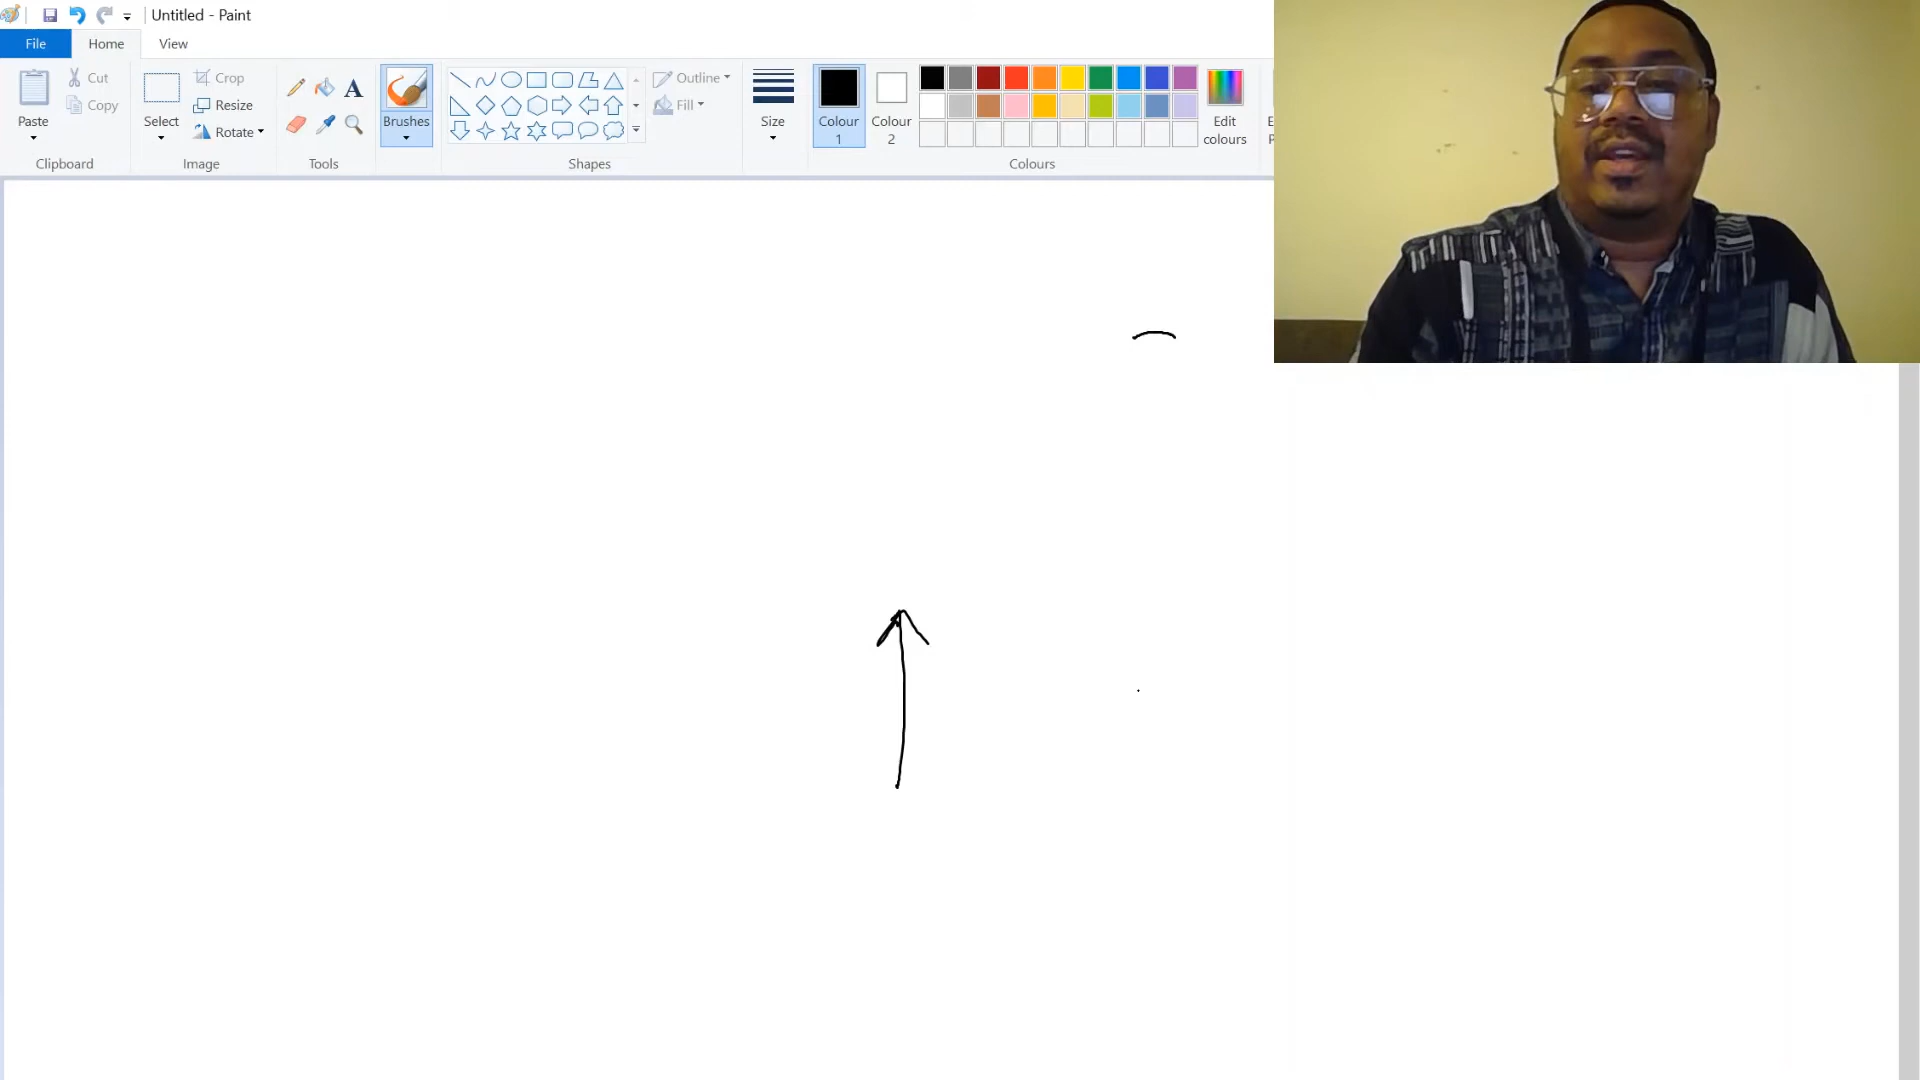 Untitled - Paint
File Home View
Paste
Cut
Copy
Clipboard
Select
Crop
Resize
Rotate
Image
A
Tools
Brushes
Outline
Fill
Shapes
Size
Colour 1
Colour 2
Edit colours
Colours